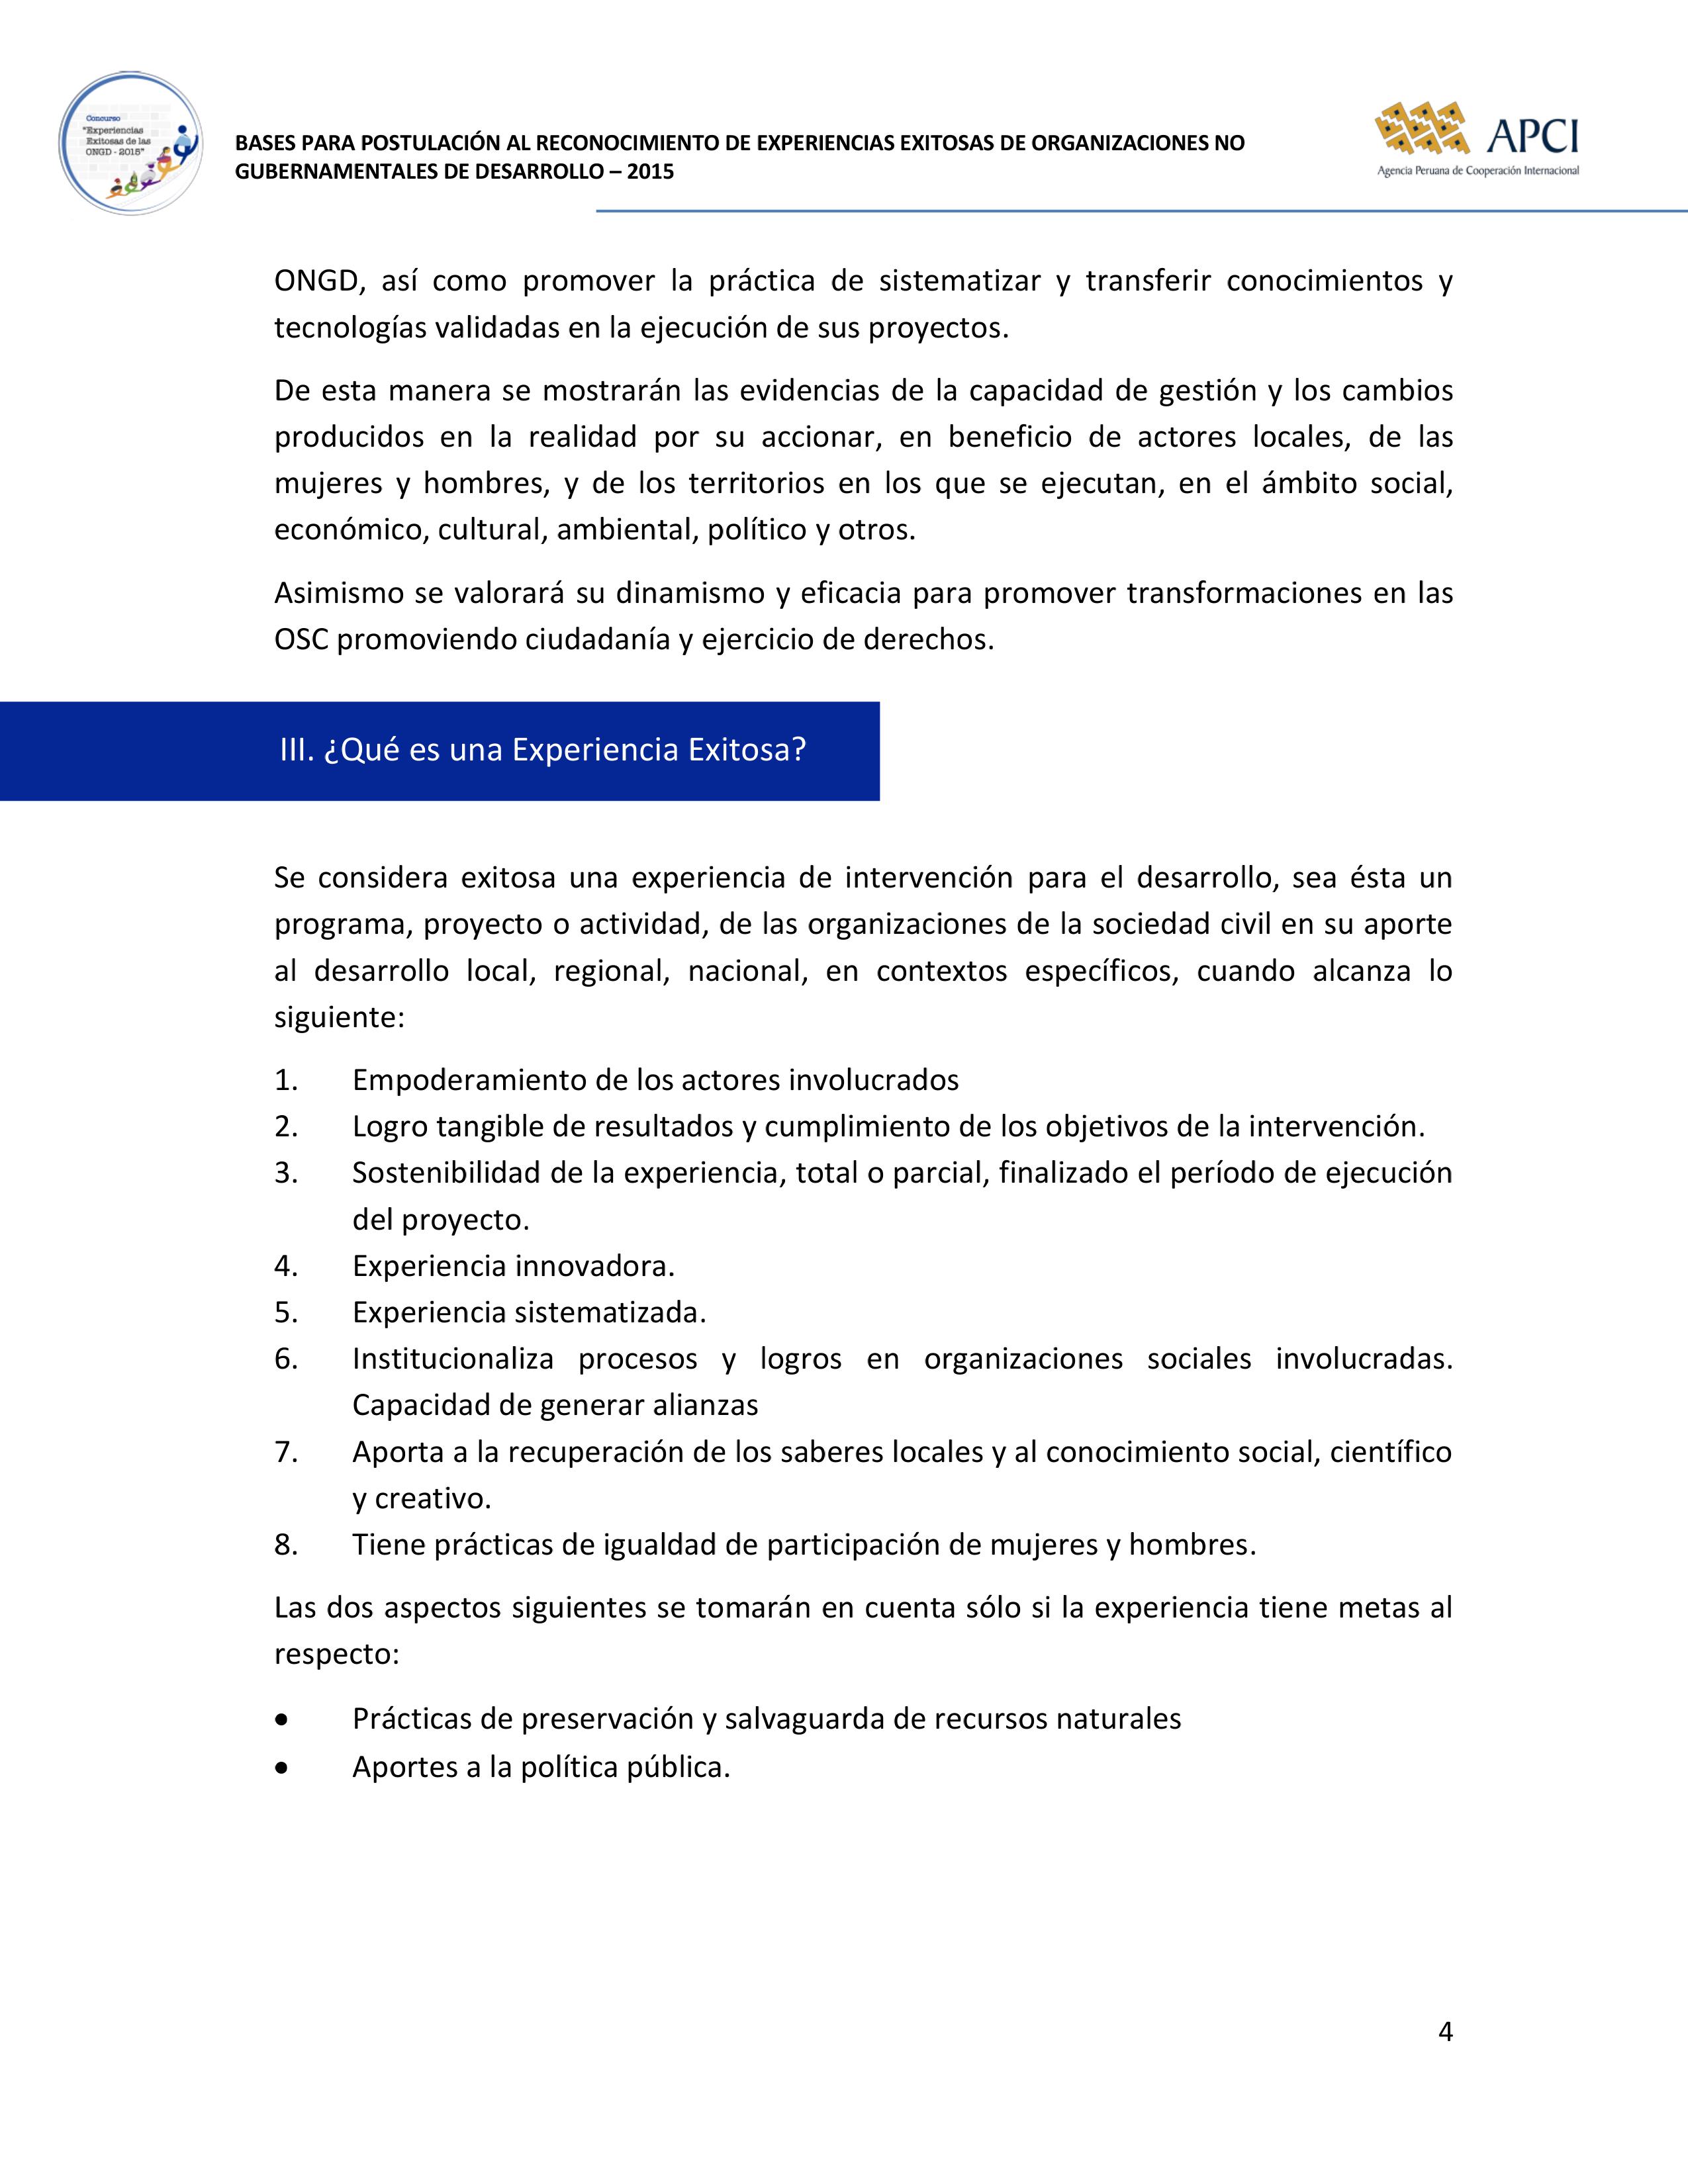 Concurso
"Experiencias
Exitosas de las
ONGD - 2015"
BASES PARA POSTULACIÓN AL RECONOCIMIENTO DE EXPERIENCIAS EXITOSAS DE ORGANIZACIONES NO
GUBERNAMENTALES DE DESARROLLO – 2015
APCI
Agencia Peruana de Cooperación Internacional
ONGD, así como promover la práctica de sistematizar y transferir conocimientos y
tecnologías validadas en la ejecución de sus proyectos.
De esta manera se mostrarán las evidencias de la capacidad de gestión y los cambios
producidos en la realidad por su accionar, en beneficio de actores locales, de las
mujeres y hombres, y de los territorios en los que se ejecutan, en el ámbito social,
económico, cultural, ambiental, político y otros.
Asimismo se valorará su dinamismo y eficacia para promover transformaciones en las
OSC promoviendo ciudadanía y ejercicio de derechos.
III. ¿Qué es una Experiencia Exitosa?
Se considera exitosa una experiencia de intervención para el desarrollo, sea ésta un
programa, proyecto o actividad, de las organizaciones de la sociedad civil en su aporte
al desarrollo local, regional, nacional, en contextos específicos, cuando alcanza lo
siguiente:
1. Empoderamiento de los actores involucrados
2. Logro tangible de resultados y cumplimiento de los objetivos de la intervención.
3. Sostenibilidad de la experiencia, total o parcial, finalizado el período de ejecución
del proyecto.
4. Experiencia innovadora.
5. Experiencia sistematizada.
6. Institucionaliza procesos y logros en organizaciones sociales involucradas.
Capacidad de generar alianzas
7. Aporta a la recuperación de los saberes locales y al conocimiento social, científico
y creativo.
8. Tiene prácticas de igualdad de participación de mujeres y hombres.
Las dos aspectos siguientes se tomarán en cuenta sólo si la experiencia tiene metas al
respecto:
• Prácticas de preservación y salvaguarda de recursos naturales
• Aportes a la política pública.
4